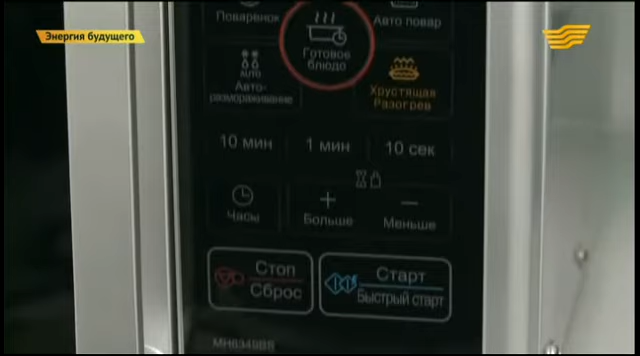 Энергия будущего
Поваренок
Авто повар
Готовое
блюдо
AUTO
Авто-
размораживание
Хрустящая
Разогрев
10 мин
1 мин
10 сек
Часы
+
Больше
−
Меньше
Стоп
Сброс
Старт
Быстрый старт